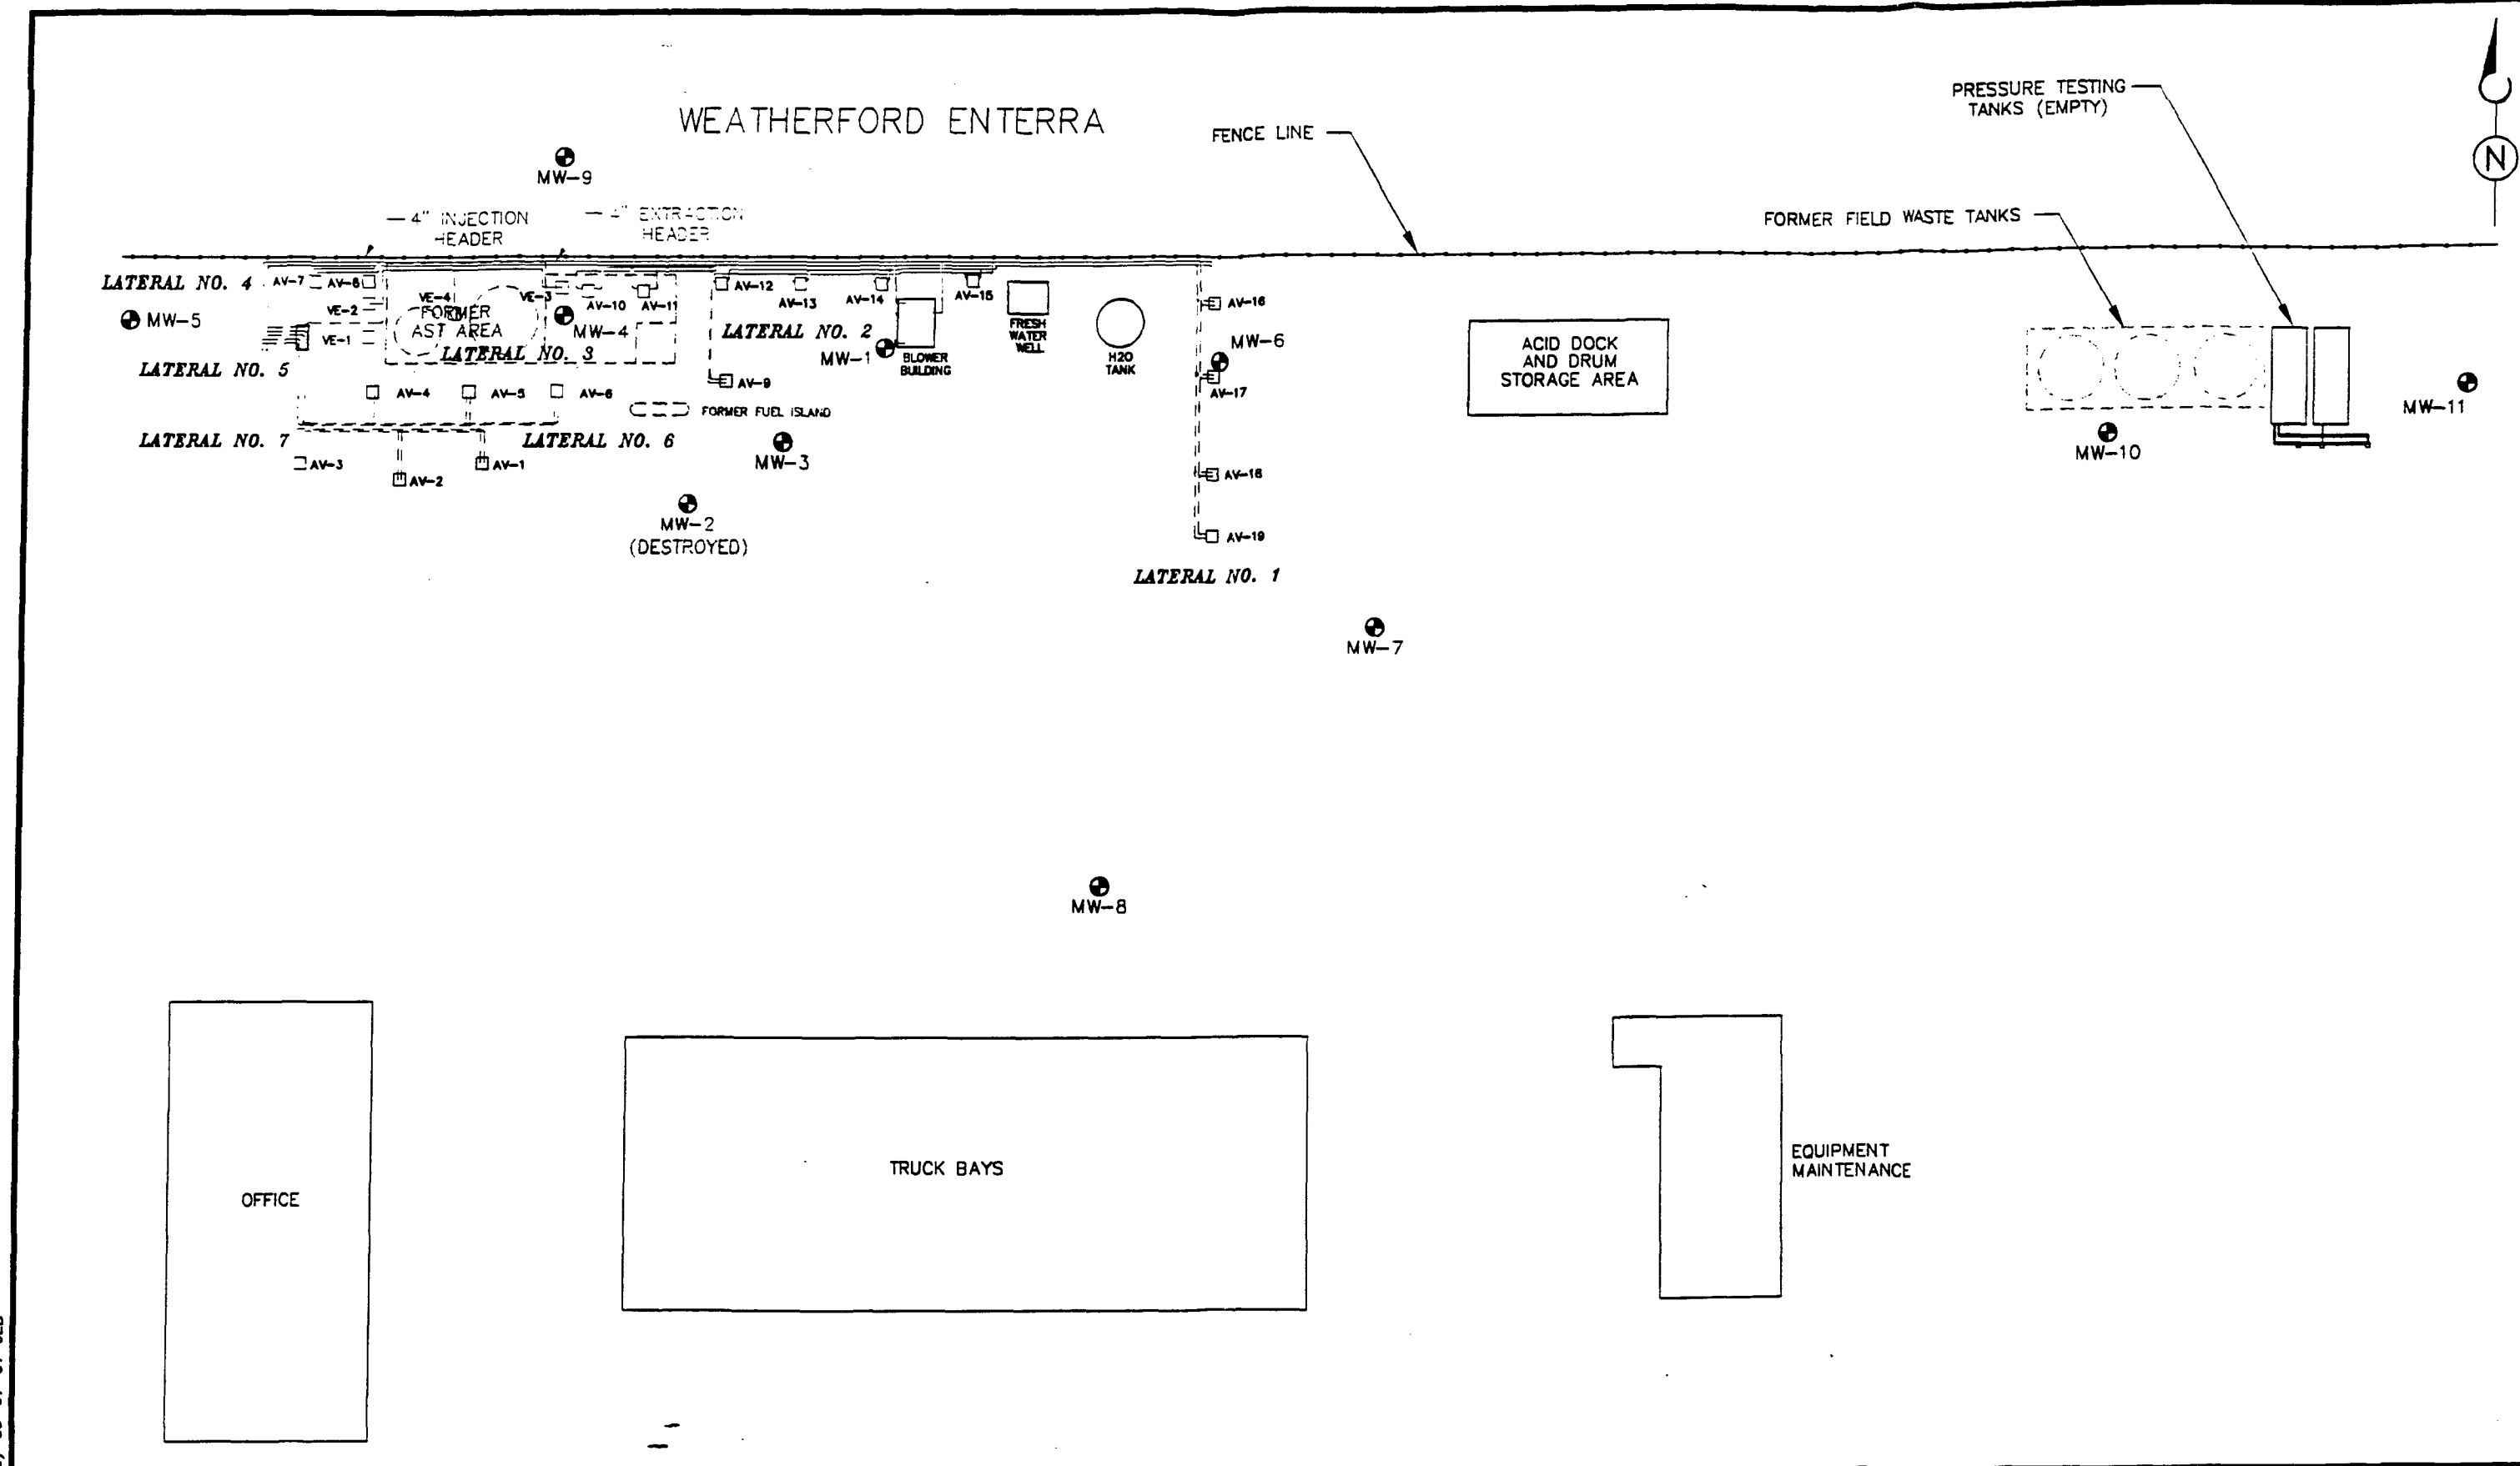 WEATHERFORD ENTERRA
PRESSURE TESTING
TANKS (EMPTY)
FENCE LINE
N
MW-9
4" INJECTION
HEADER
4" EXTRACTION
HEADER
FORMER FIELD WASTE TANKS
LATERAL NO. 4
AV-7
AV-8
VE-4
VE-3
AV-10
AV-11
AV-12
AV-13
AV-14
AV-15
AV-16
MW-5
VE-2
FORMER
AST AREA
MW-4
LATERAL NO. 2
FRESH
WATER
WELL
VE-1
LATERAL NO. 3
MW-1
BLOWER
BUILDING
H2O
TANK
MW-6
ACID DOCK
AND DRUM
STORAGE AREA
LATERAL NO. 5
AV-9
AV-17
MW-11
AV-4
AV-5
AV-6
FORMER FUEL ISLAND
LATERAL NO. 7
LATERAL NO. 6
MW-3
MW-10
AV-3
AV-2
AV-1
AV-18
MW-2
(DESTROYED)
AV-19
LATERAL NO. 1
MW-7
MW-8
OFFICE
TRUCK BAYS
EQUIPMENT
MAINTENANCE